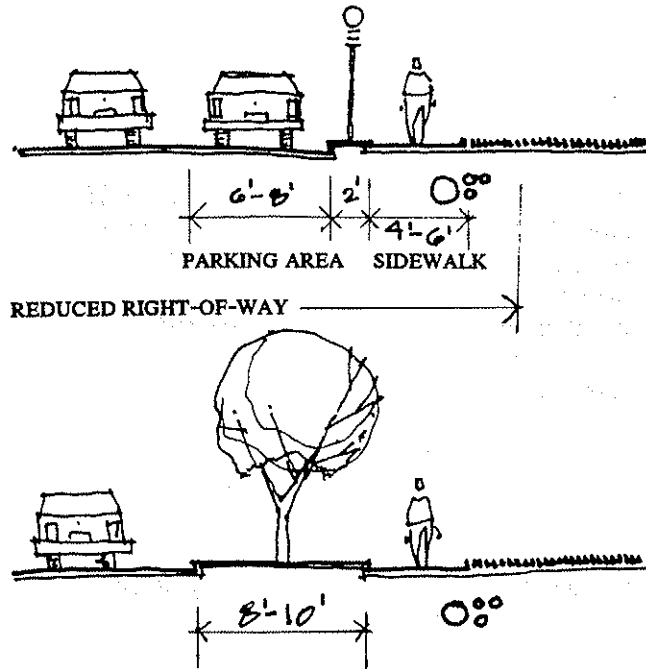 6'-8' 2'
4'-6'
PARKING AREA SIDEWALK
REDUCED RIGHT-OF-WAY
8'-10'